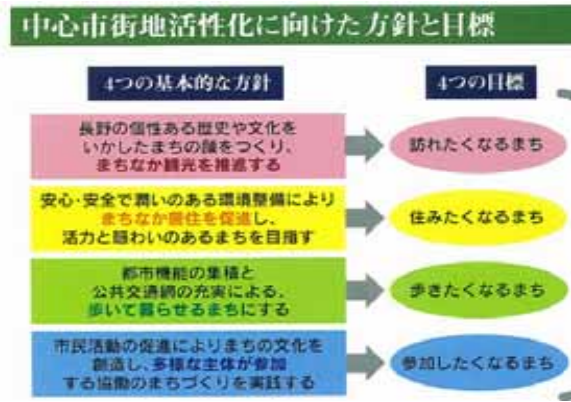 中心市街地活性化に向けた方針と目標
4つの基本的な方針
4つの目標
長野の個性ある歴史や文化を
いかしたまちの顔をつくり、
まちなか観光を推進する
訪れたくなるまち
安心・安全で潤いのある環境整備により
まちなか居住を促進し、
活力と賑わいのあるまちを目指す
住みたくなるまち
都市機能の集積と
公共交通網の充実による、
歩いて暮らせるまちにする
歩きたくなるまち
市民活動の促進によりまちの文化を
創造し、多様な主体が参加
する協働のまちづくりを実践する
参加したくなるまち